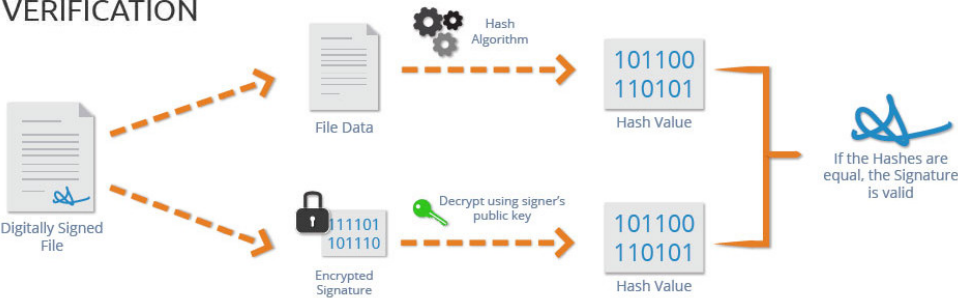 VERIFICATION
Hash
Algorithm
File Data
101100
110101
Hash Value
Digitally Signed
File
111101
101110
Encrypted
Signature
Decrypt using signer's
public key
101100
110101
Hash Value
If the Hashes are
equal, the Signature
is valid